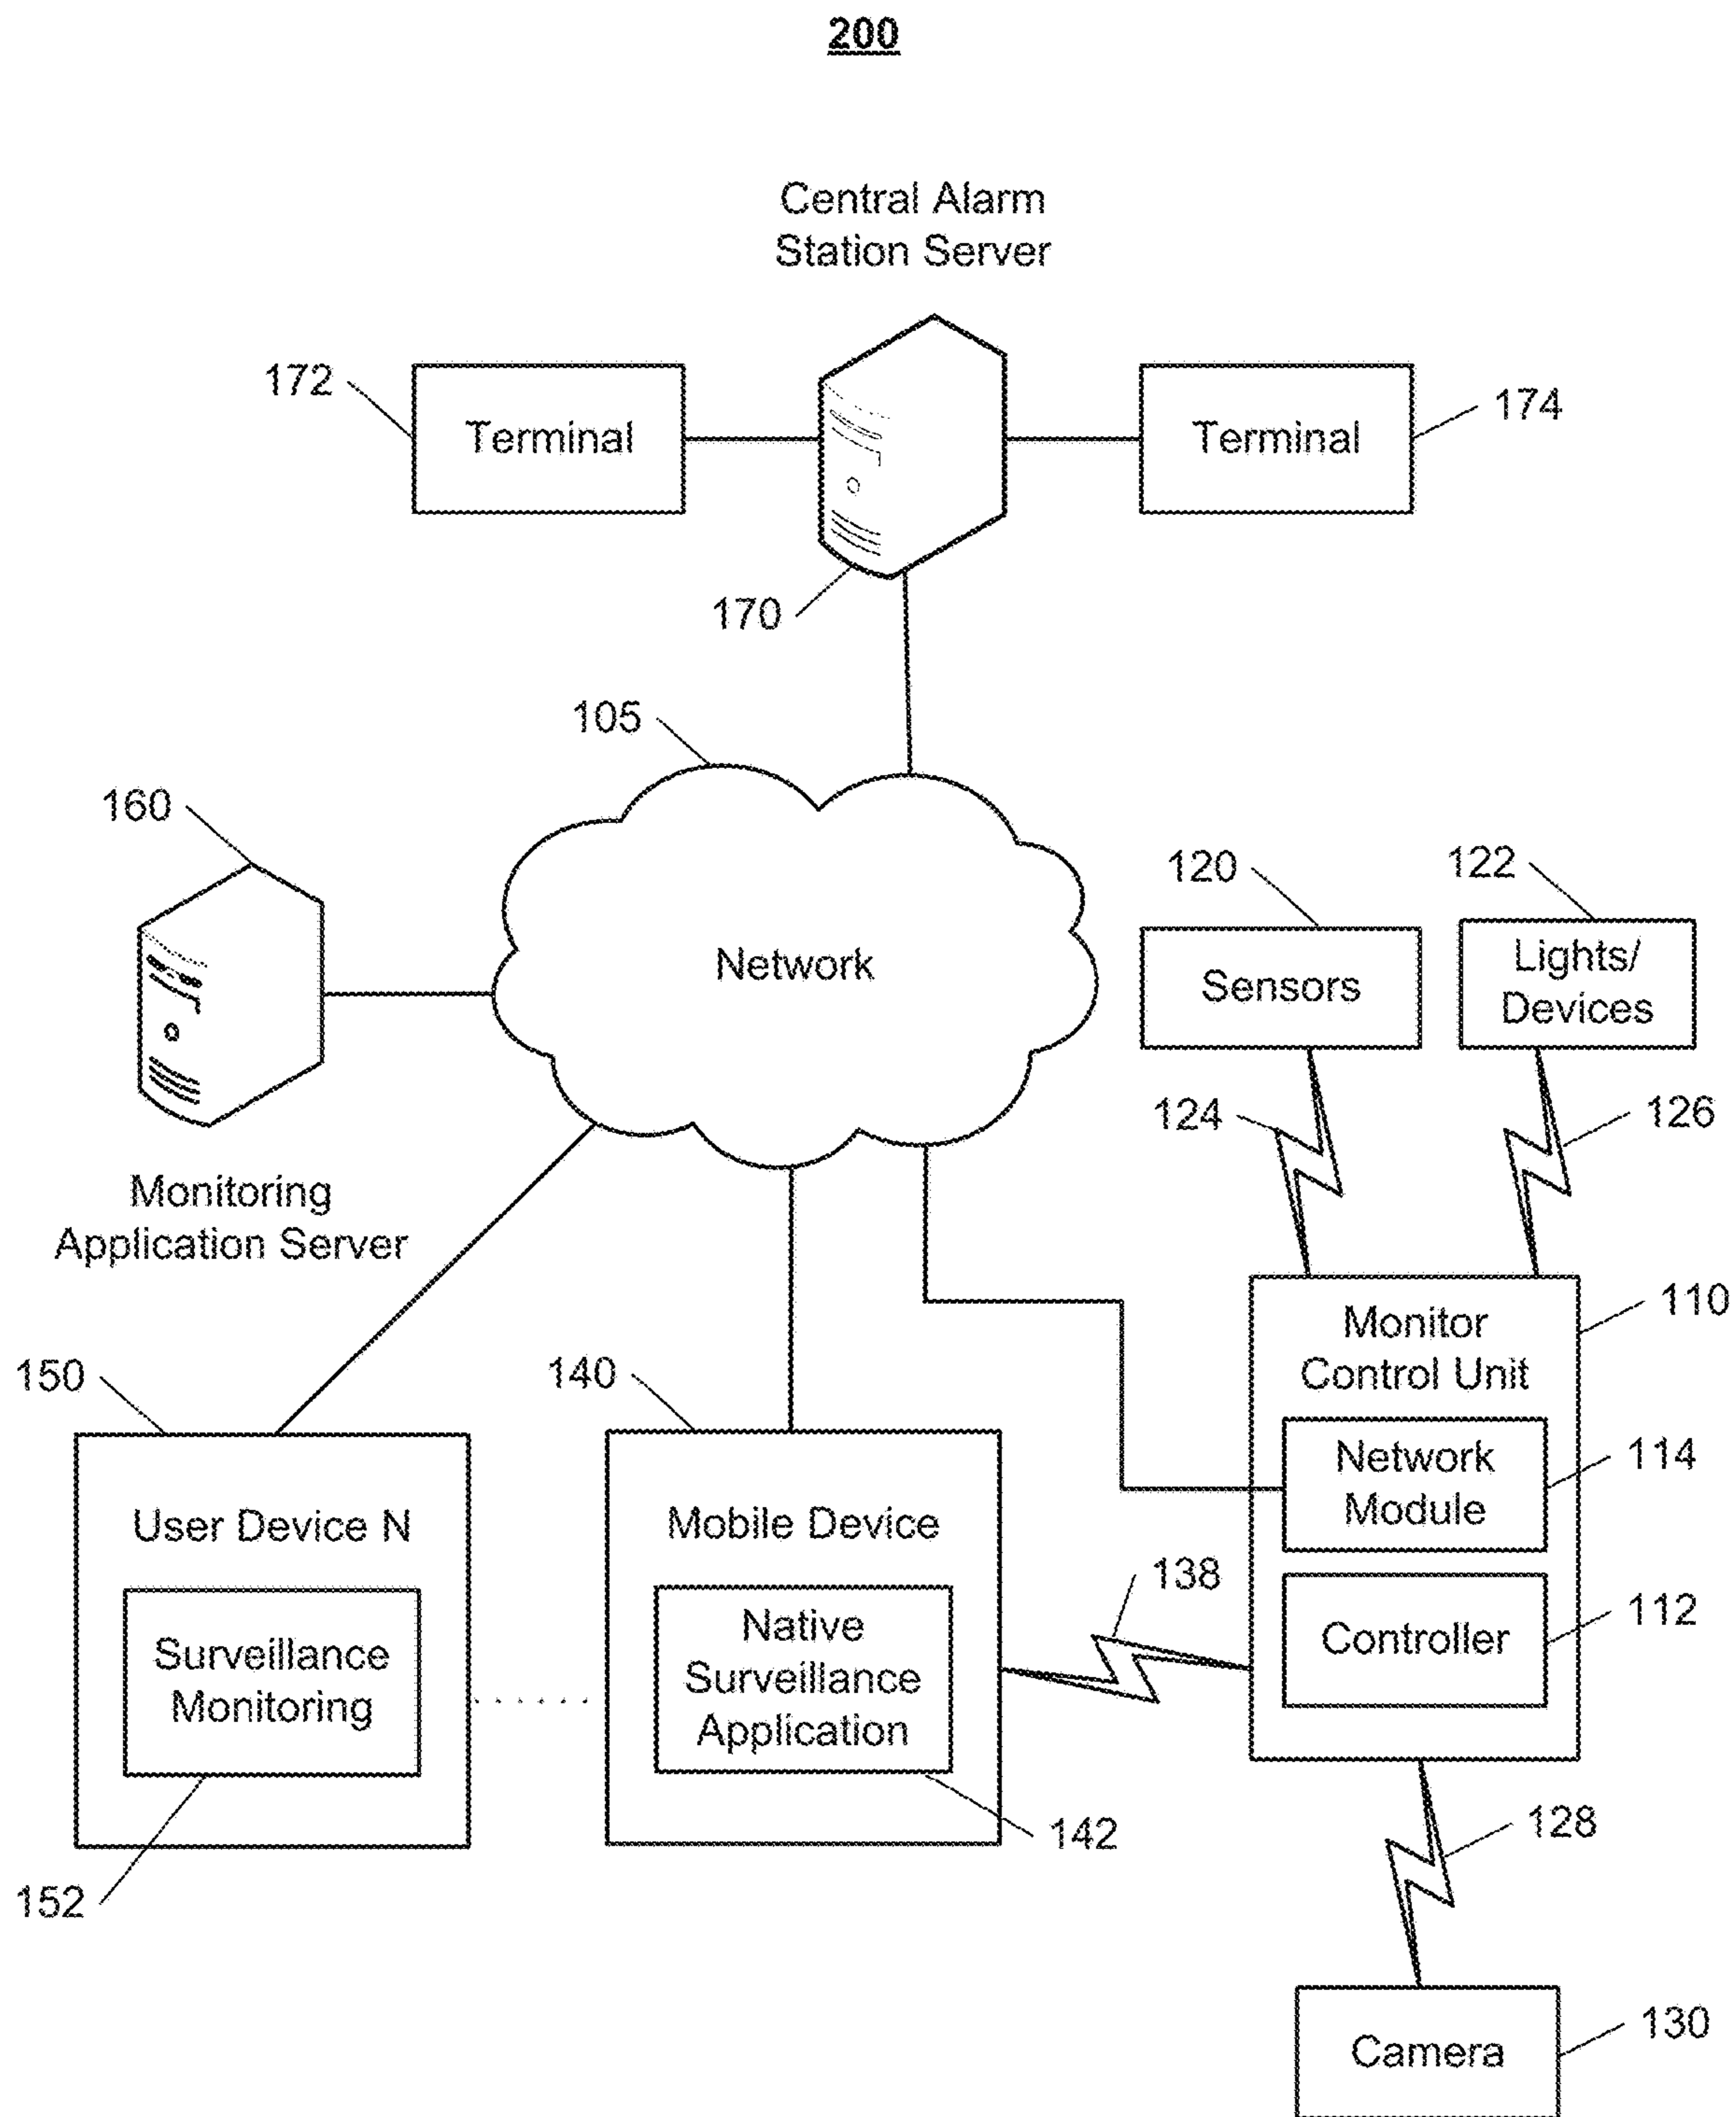 200
Central Alarm
Station Server
172
Terminal
Terminal
174
170
105
160
Network
120
122
Sensors
Lights/
Devices
124
126
Monitoring
Application Server
110
Monitor
Control Unit
150
140
Network
Module
114
User Device N
Mobile Device
138
112
Controller
Surveillance
Monitoring
Native
Surveillance
Application
142
128
152
130
Camera